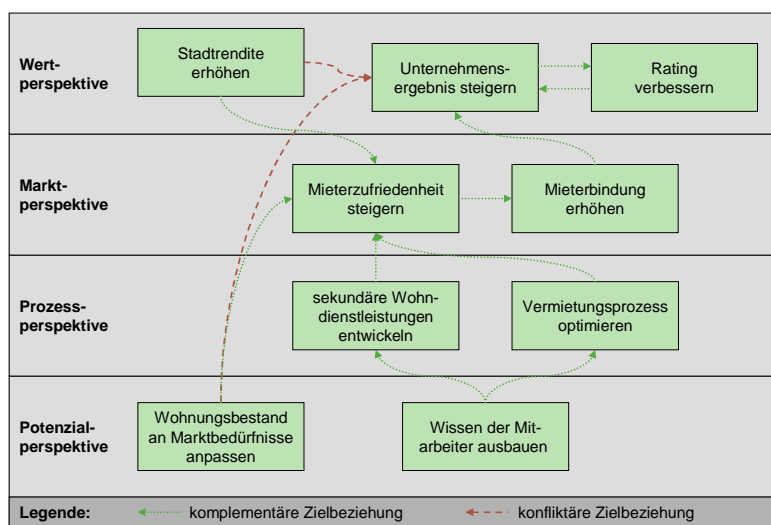 Wert-
perspektive
Stadtrendite
erhöhen
Unternehmens-
ergebnis steigern
Rating
verbessern
Markt-
perspektive
Mieterzufriedenheit
steigern
Mieterbindung
erhöhen
Prozess-
perspektive
sekundäre Wohn-
dienstleistungen
entwickeln
Vermietungsprozess
optimieren
Potenzial-
perspektive
Wohnungsbestand
an Marktbedürfnisse
anpassen
Wissen der Mit-
arbeiter ausbauen
Legende: komplementäre Zielbeziehung konfliktäre Zielbeziehung